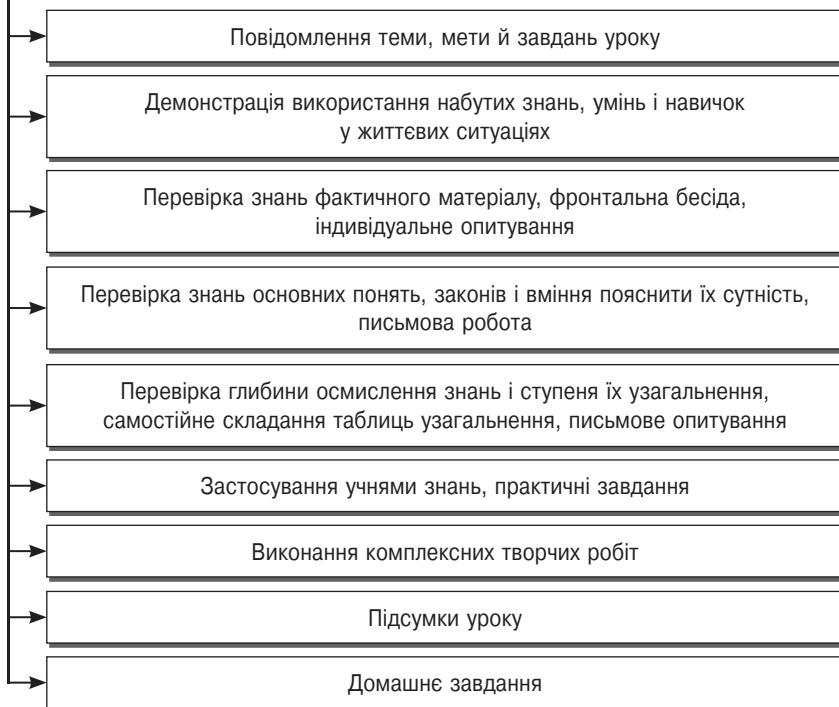 Повідомлення теми, мети й завдань уроку
Демонстрація використання набутих знань, умінь і навичок
у життєвих ситуаціях
Перевірка знань фактичного матеріалу, фронтальна бесіда,
індивідуальне опитування
Перевірка знань основних понять, законів і вміння пояснити їх сутність,
письмова робота
Перевірка глибини осмислення знань і ступеня їх узагальнення,
самостійне складання таблиць узагальнення, письмове опитування
Застосування учнями знань, практичні завдання
Виконання комплексних творчих робіт
Підсумки уроку
Домашнє завдання